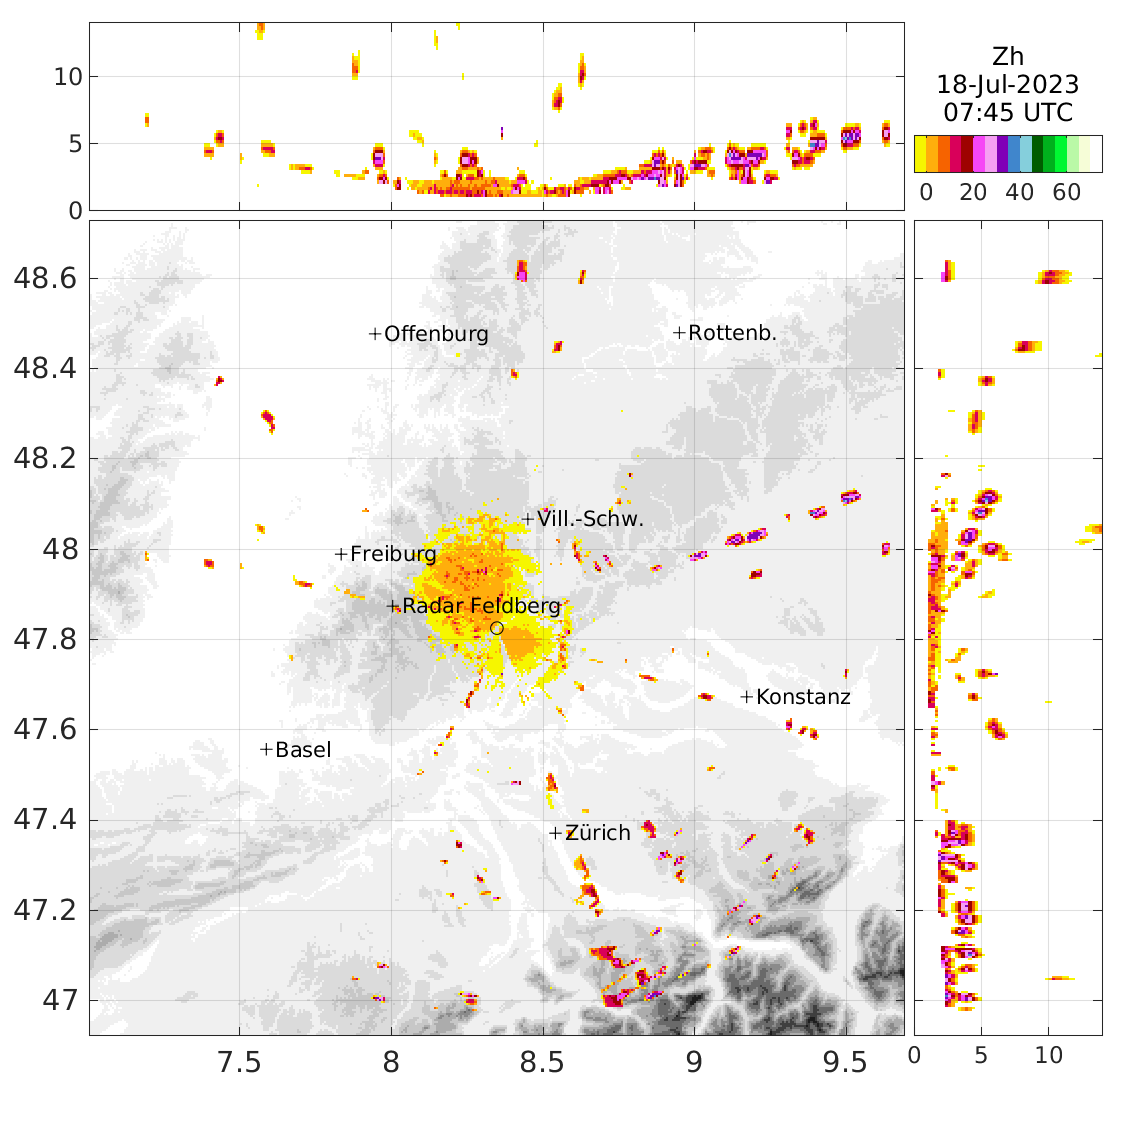 10
5
0
Zh
18-Jul-2023
07:45 UTC
0 20 40 60
48.6
48.4
48.2
48
47.8
47.6
47.4
47.2
47
+Offenburg
+Rottenb.
+Vill.-Schw.
+Freiburg
+Radar Feldberg
+Konstanz
+Basel
+Zürich
7.5 8 8.5 9 9.5
0 5 10